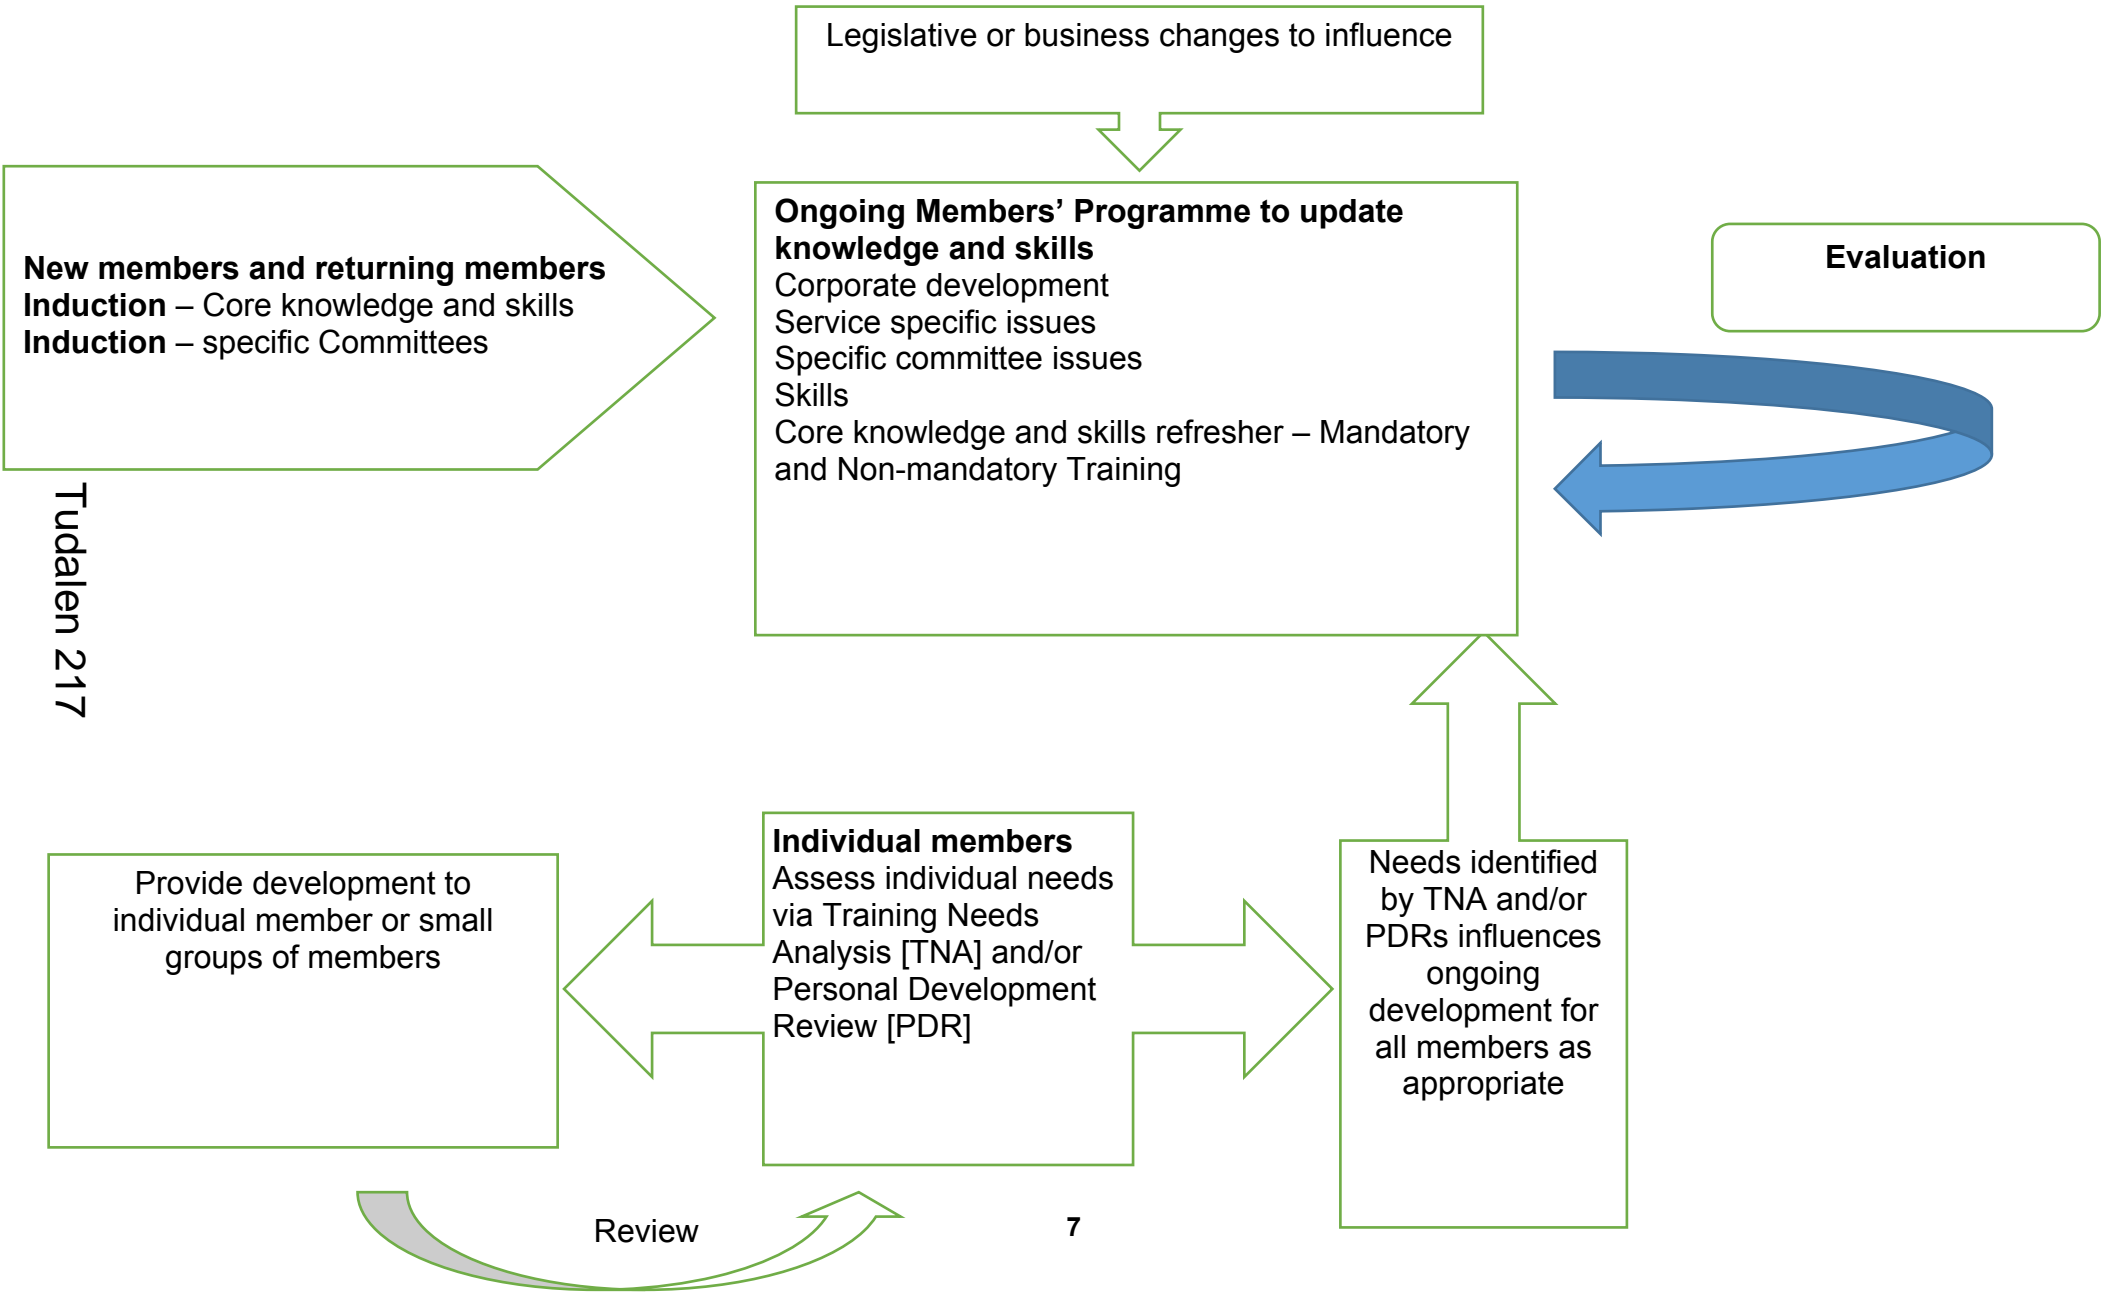 Legislative or business changes to influence
New members and returning members
Induction – Core knowledge and skills
Induction – specific Committees
Ongoing Members’ Programme to update
knowledge and skills
Corporate development
Service specific issues
Specific committee issues
Skills
Core knowledge and skills refresher – Mandatory
and Non-mandatory Training
Evaluation
Tudalen 217
Provide development to
individual member or small
groups of members
Individual members
Assess individual needs
via Training Needs
Analysis [TNA] and/or
Personal Development
Review [PDR]
Needs identified
by TNA and/or
PDRs influences
ongoing
development for
all members as
appropriate
Review
7